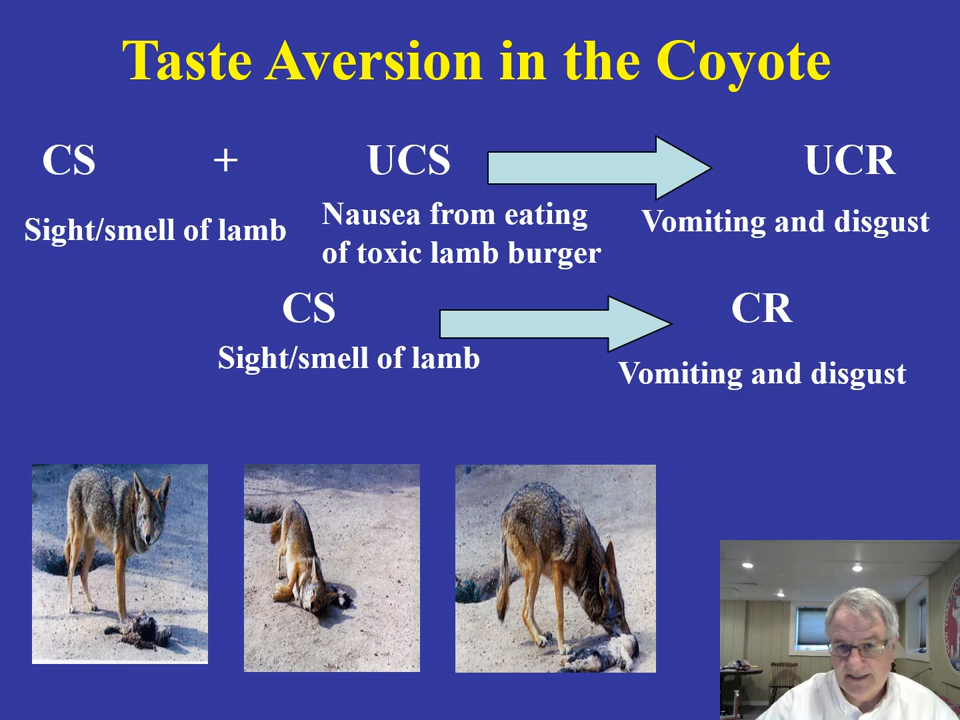 Taste Aversion in the Coyote
CS + UCS UCR
Sight/smell of lamb
Nausea from eating
of toxic lamb burger
Vomiting and disgust
CS CR
Sight/smell of lamb
Vomiting and disgust